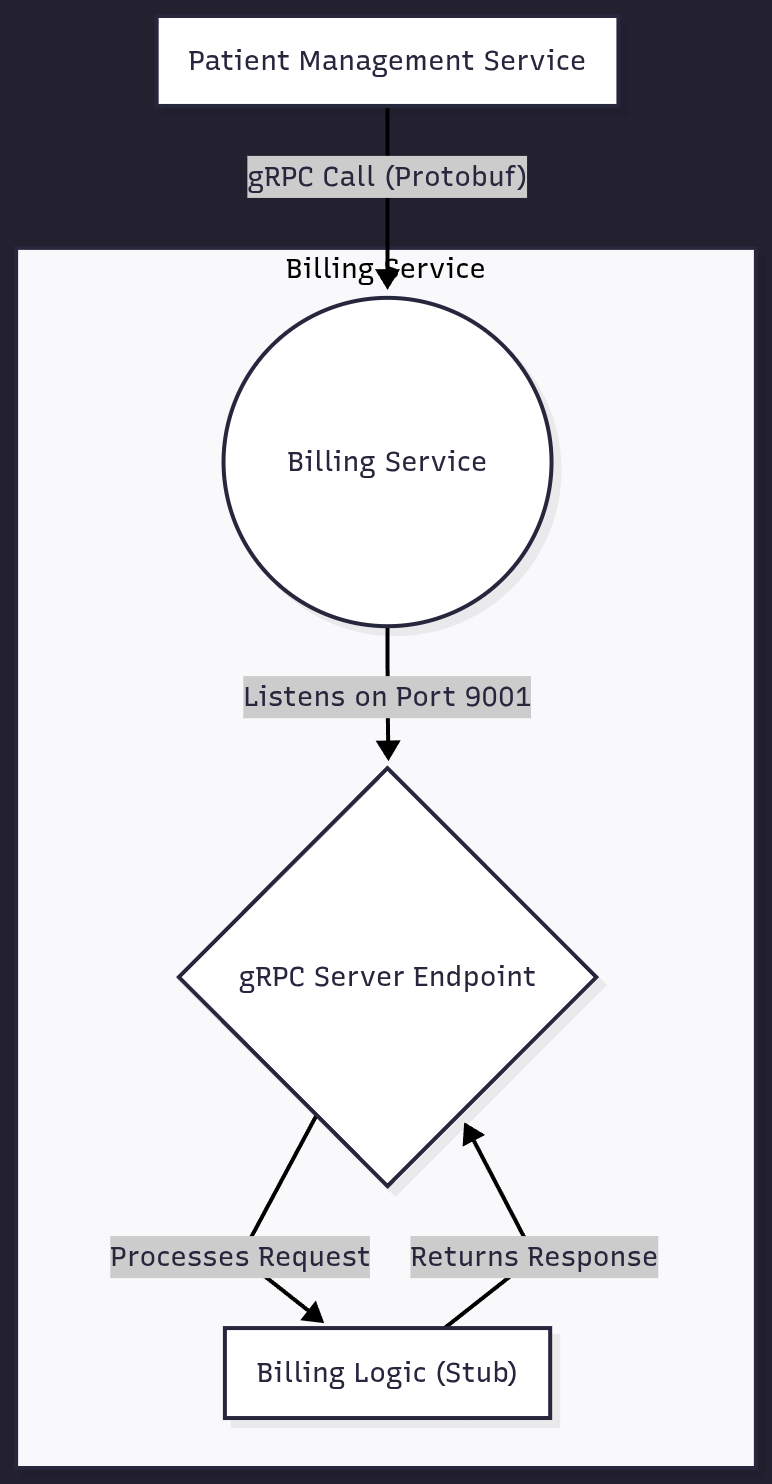 Patient Management Service
gRPC Call (Protobuf)
Billing Service
Billing Service
Listens on Port 9001
gRPC Server Endpoint
Processes Request
Returns Response
Billing Logic (Stub)